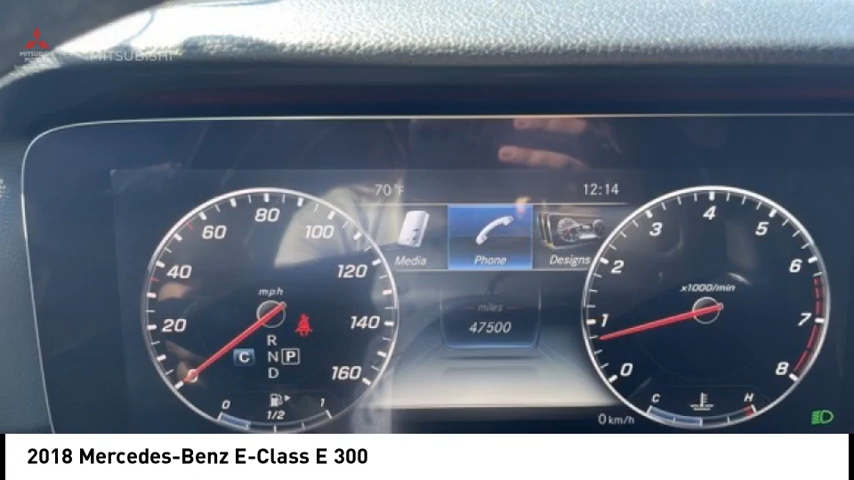 MITSUBISHI
MOTORS
MITSUBISHI
70°F
12:14
Media
Phone
Designs
miles
47500
0 km/h
mph
20
40
60
80
100
120
140
160
R
C N P
D
0 1/2 1
x1000/min
0
1
2
3
4
5
6
7
8
C H
2018 Mercedes-Benz E-Class E 300